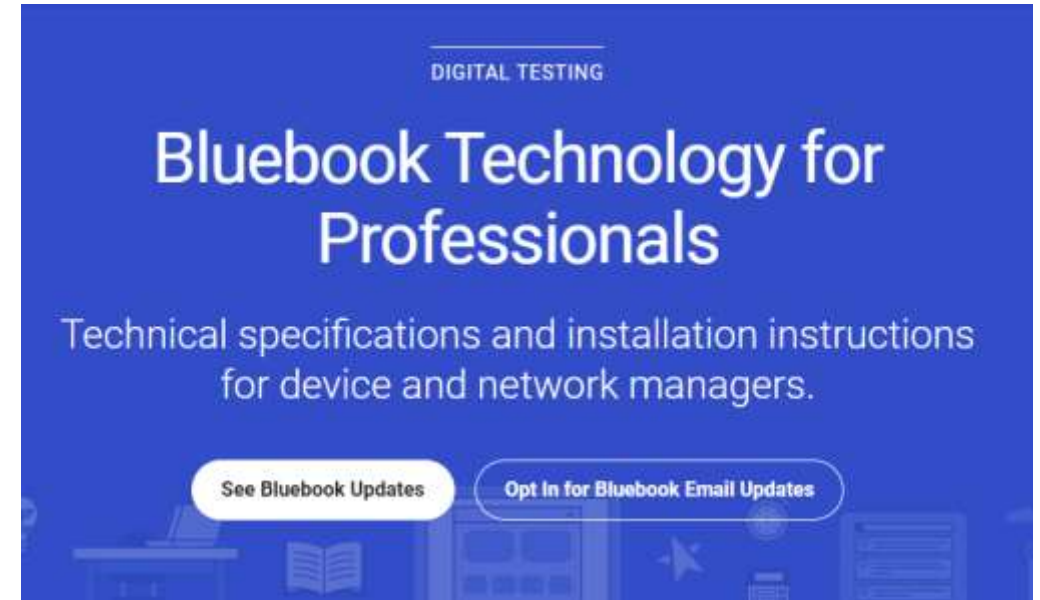 DIGITAL TESTING
Bluebook Technology for
Professionals
Technical specifications and installation instructions
for device and network managers.
See Bluebook Updates
Opt In for Bluebook Email Updates